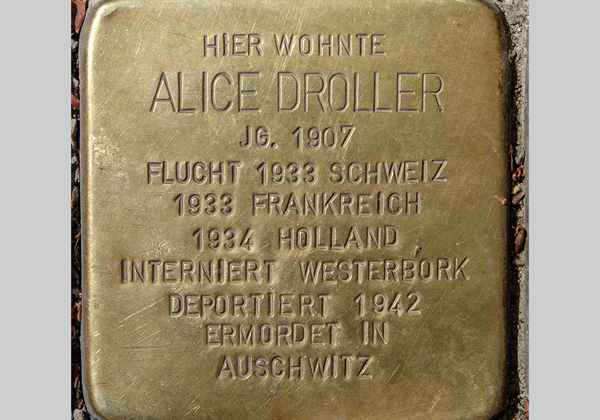 HIER WOHNTE
ALICE DROLLER
JG. 1907
FLUCHT 1933 SCHWEIZ
1933 FRANKREICH
1934 HOLLAND
INTERNIERT WESTERBORK
DEPORTIERT 1942
ERMORDET IN
AUSCHWITZ